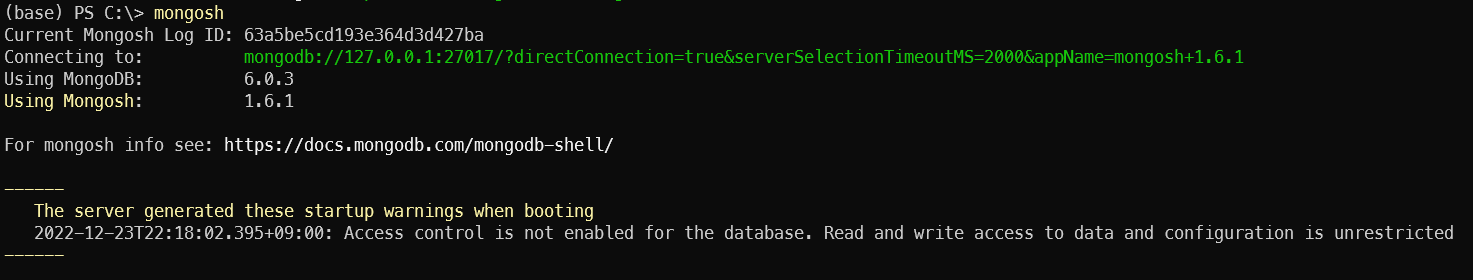 (base) PS C:\> mongosh
Current Mongosh Log ID: 63a5be5cd193e364d3d427ba
Connecting to:          mongodb://127.0.0.1:27017/?directConnection=true&serverSelectionTimeoutMS=2000&appName=mongosh+1.6.1
Using MongoDB:          6.0.3
Using Mongosh:          1.6.1
For mongosh info see: https://docs.mongodb.com/mongodb-shell/
------
   The server generated these startup warnings when booting
   2022-12-23T22:18:02.395+09:00: Access control is not enabled for the database. Read and write access to data and configuration is unrestricted
------